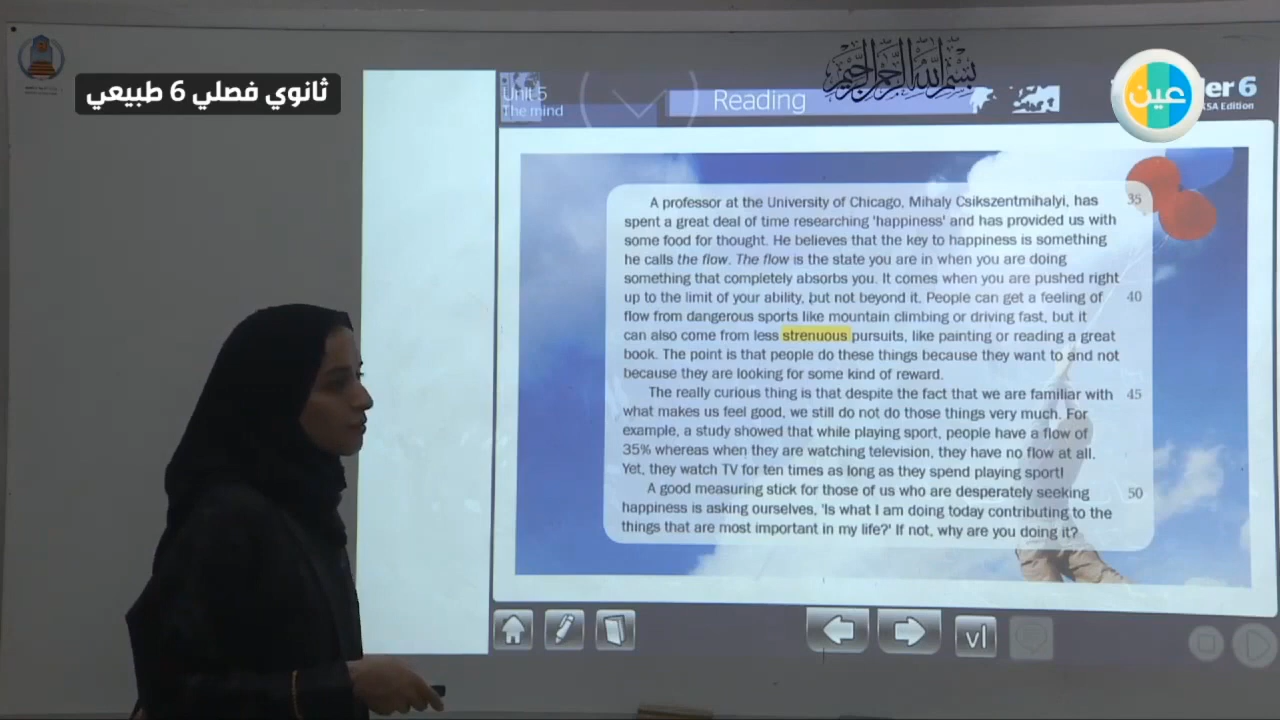 بسم الله الرحمن الرحيم
ثانوي فصلي 6 طبيعي
عين
Unit 5
The mind
Reading
er 6
KSA Edition
A professor at the University of Chicago, Mihaly Csikszentmihalyi, has 35
spent a great deal of time researching 'happiness' and has provided us with
some food for thought. He believes that the key to happiness is something
he calls the flow. The flow is the state you are in when you are doing
something that completely absorbs you. It comes when you are pushed right
up to the limit of your ability, but not beyond it. People can get a feeling of 40
flow from dangerous sports like mountain climbing or driving fast, but it
can also come from less strenuous pursuits, like painting or reading a great
book. The point is that people do these things because they want to and not
because they are looking for some kind of reward.
The really curious thing is that despite the fact that we are familiar with 45
what makes us feel good, we still do not do those things very much. For
example, a study showed that while playing sport, people have a flow of
35% whereas when they are watching television, they have no flow at all.
Yet, they watch TV for ten times as long as they spend playing sport!
A good measuring stick for those of us who are desperately seeking 50
happiness is asking ourselves, 'Is what I am doing today contributing to the
things that are most important in my life?' If not, why are you doing it?
vl